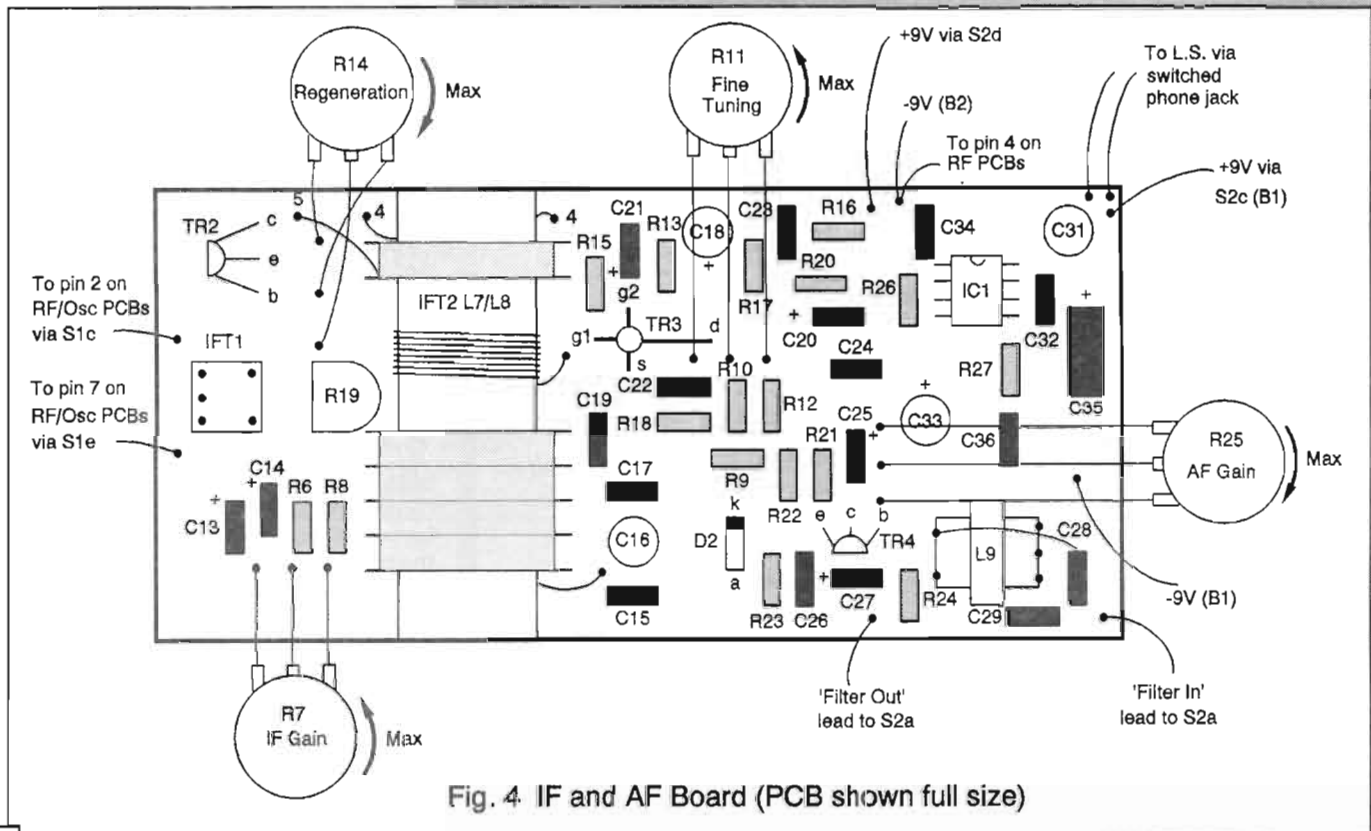 R14
Regeneration
Max
R11
Fine
Tuning
Max
+9V via S2d
-9V (B2)
To pin 4 on
RF PCBs
To L.S. via
switched
phone jack
+9V via
S2c (B1)
TR2
c
e
b
5
4
4
C21
R13
C18
+
C23
R16
C34
C31
R15
+
g2
R17
R20
R26
IC1
+
To pin 2 on
RF/Osc PCBs
via S1c
IFT2 L7/L8
g1
TR3
d
s
+
C20
C32
IFT1
C24
R27
C35
To pin 7 on
RF/Osc PCBs
via S1e
R19
C22
R10
R12
C19
R18
C25
+
+
C33
C36
R25
AF Gain
Max
R21
C14
+
R6
R8
C17
R9
R22
+
C13
k
D2
a
e
c
b
TR4
C16
L9
C28
C15
R23
C26
+
C27
R24
C29
-9V (B1)
'Filter Out'
lead to S2a
'Filter In'
lead to S2a
R7
IF Gain
Max
Fig. 4 IF and AF Board (PCB shown full size)